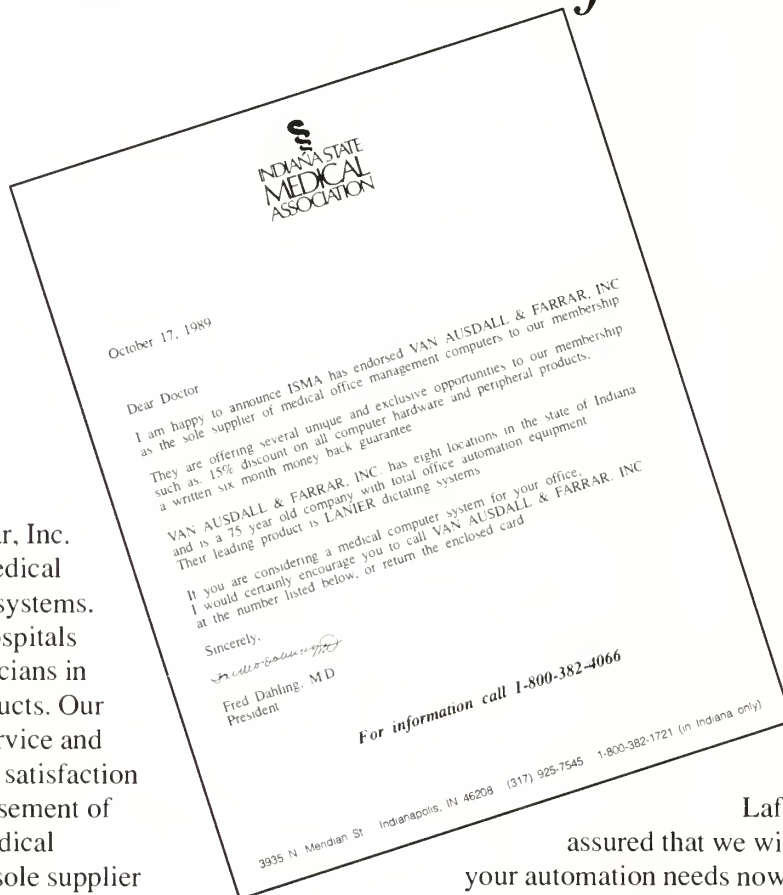 INDIANA STATE
MEDICAL
ASSOCIATION
October 17, 1989
Dear Doctor
I am happy to announce ISMA has endorsed VAN AUSDALL & FARRAR, INC
as the sole supplier of medical office management computers to our membership
They are offering several unique and exclusive opportunities to our membership
such as, 15% discount on all computer hardware and peripheral products,
a written six month money back guarantee
VAN AUSDALL & FARRAR, INC. has eight locations in the state of Indiana
and is a 75 year old company with total office automation equipment
Their leading product is LANIER dictating systems
If you are considering a medical computer system for your office,
I would certainly encourage you to call VAN AUSDALL & FARRAR, INC
at the number listed below, or return the enclosed card
Sincerely,
Fred Dahling, M D
President
For information call 1-800-382-4066
3935 N Meridian St Indianapolis, IN 46208 (317) 925-7545 1-800-382-1721 (in Indiana only)
r, Inc.
edical
systems.
spitals
cians in
ucts. Our
rvice and
satisfaction
sement of
dical
sole supplier
Laf
assured that we wi
your automation needs now